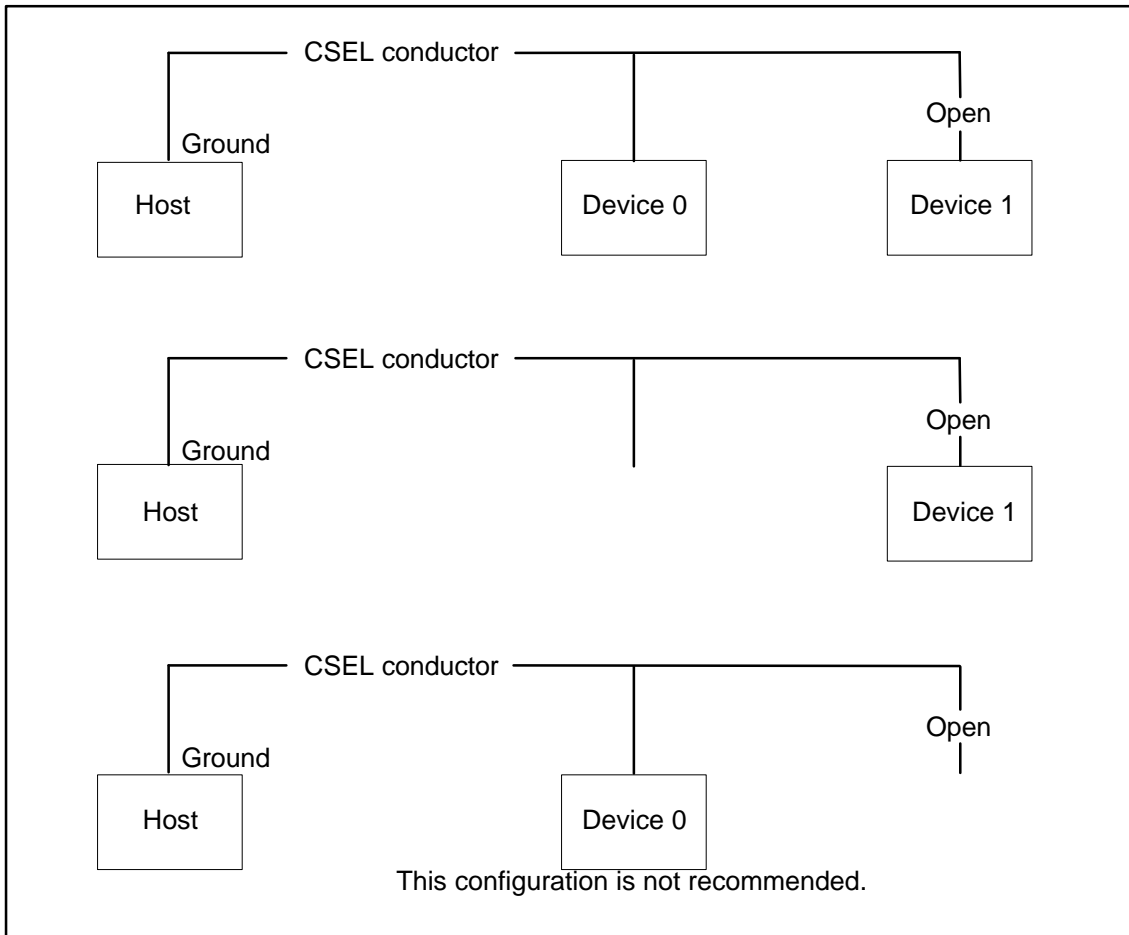 CSEL conductor
Open
Ground
Host
Device 0
Device 1
CSEL conductor
Open
Ground
Host
Device 1
CSEL conductor
Open
Ground
Host
Device 0
This configuration is not recommended.